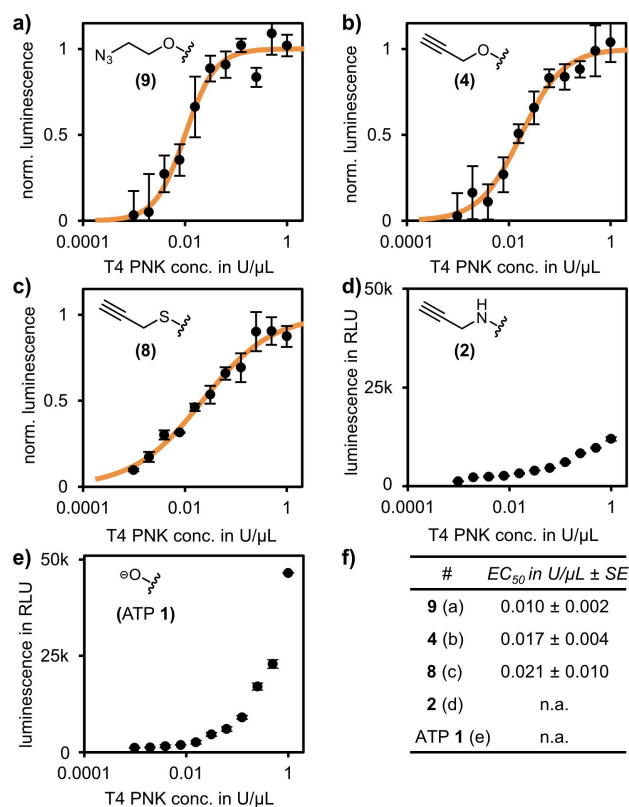 a)
1
0.5
0
norm. luminescence
N3
O
(9)
0.0001
0.01
1
T4 PNK conc. in U/µL
b)
1
0.5
0
norm. luminescence
O
(4)
0.0001
0.01
1
T4 PNK conc. in U/µL
c)
1
0.5
0
norm. luminescence
S
(8)
0.0001
0.01
1
T4 PNK conc. in U/µL
d)
50k
25k
0
luminescence in RLU
H
N
(2)
0.0001
0.01
1
T4 PNK conc. in U/µL
e)
50k
25k
0
luminescence in RLU
⊖O
(ATP 1)
0.0001
0.01
1
T4 PNK conc. in U/µL
f)
# EC50 in U/µL ± SE
9 (a) 0.010 ± 0.002
4 (b) 0.017 ± 0.004
8 (c) 0.021 ± 0.010
2 (d) n.a.
ATP 1 (e) n.a.